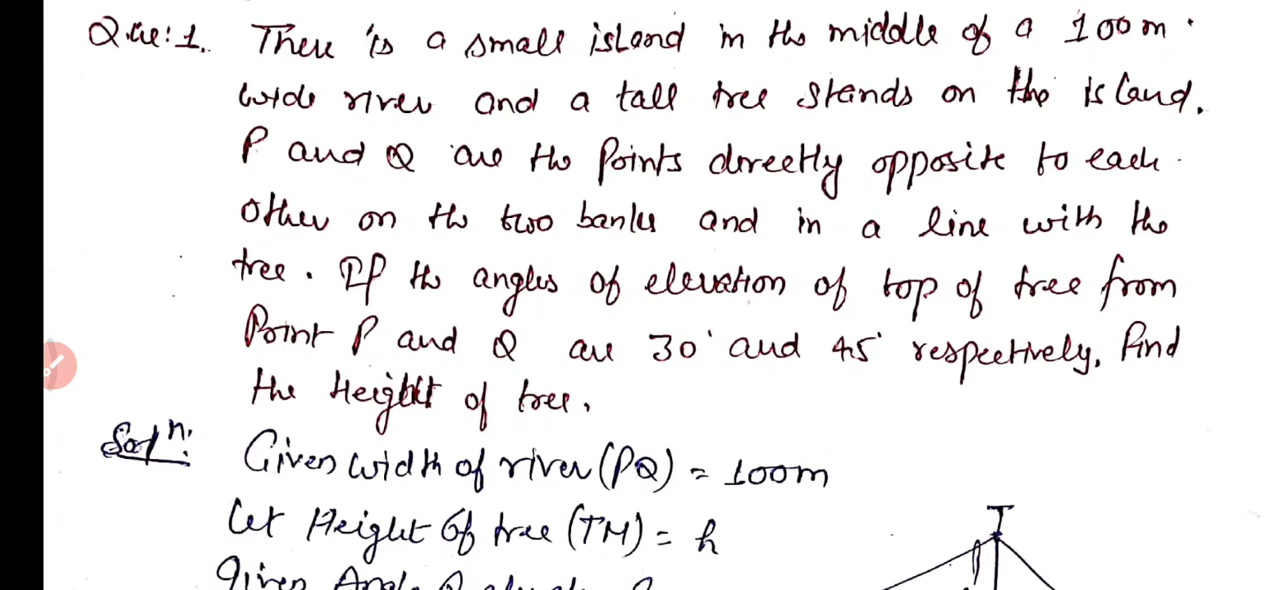 Que:1. There is a small island in the middle of a 100m
wide river and a tall tree stands on the island.
P and Q are the Points directly opposite to each
other on the two banks and in a line with the
tree. If the angles of elevation of top of tree from
Point P and Q are 30° and 45° respectively, find
the Height of tree.
Solⁿ: Given width of river (PQ) = 100m
Let Height of tree (TM) = h
T
Given